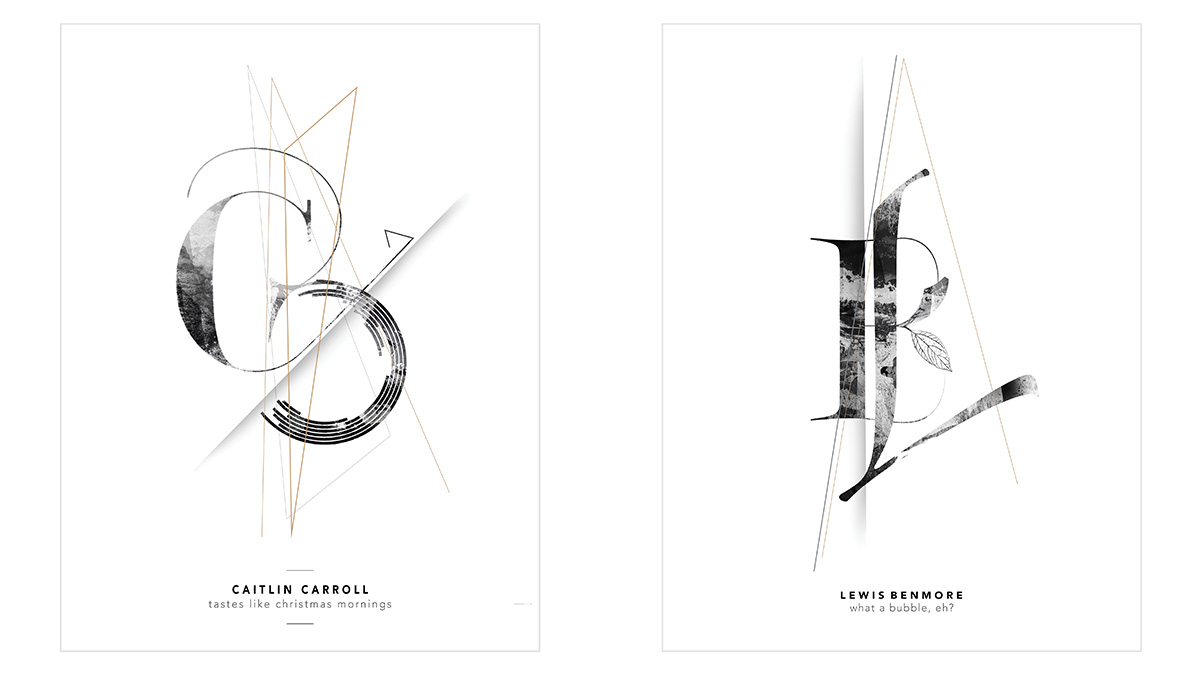 CAITLIN CARROLL
tastes like christmas mornings
LEWIS BENMORE
what a bubble, eh?